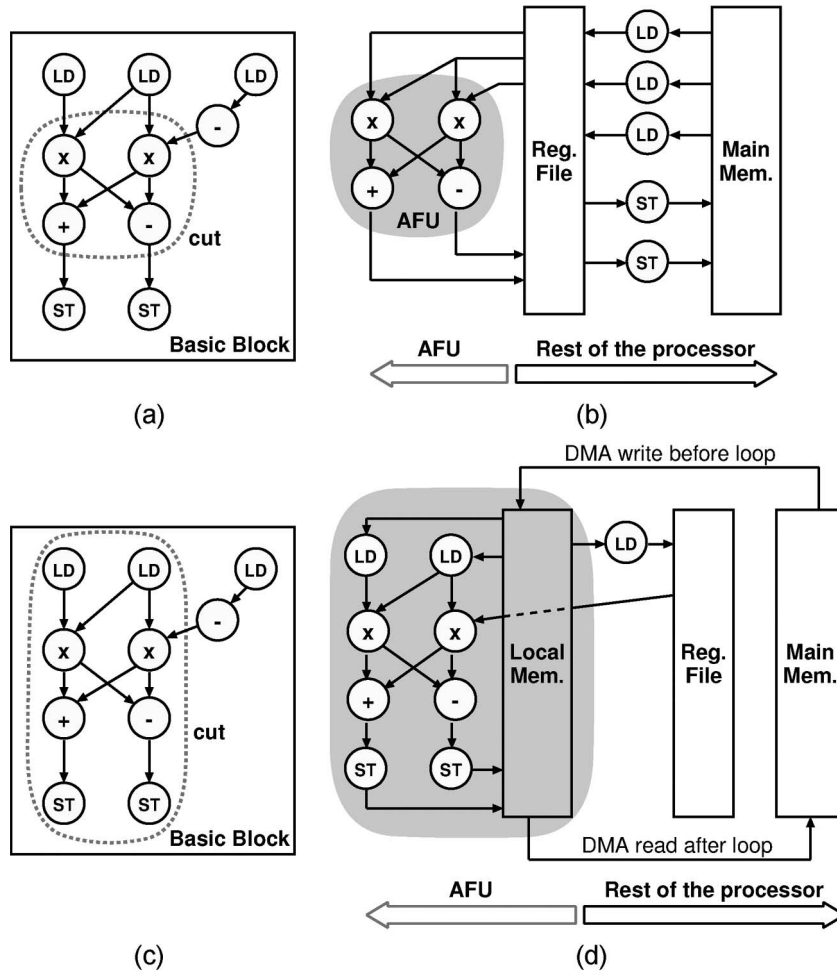 LD LD LD
-
x x
+ -
cut
ST ST
Basic Block
(a)
LD
LD
LD
x x
+ -
AFU
Reg.
File
Main
Mem.
ST
ST
AFU Rest of the processor
(b)
LD LD LD
-
x x
+ -
cut
ST ST
Basic Block
(c)
DMA write before loop
LD LD LD
x x
+ -
ST ST
Local
Mem.
Reg.
File
Main
Mem.
DMA read after loop
AFU Rest of the processor
(d)